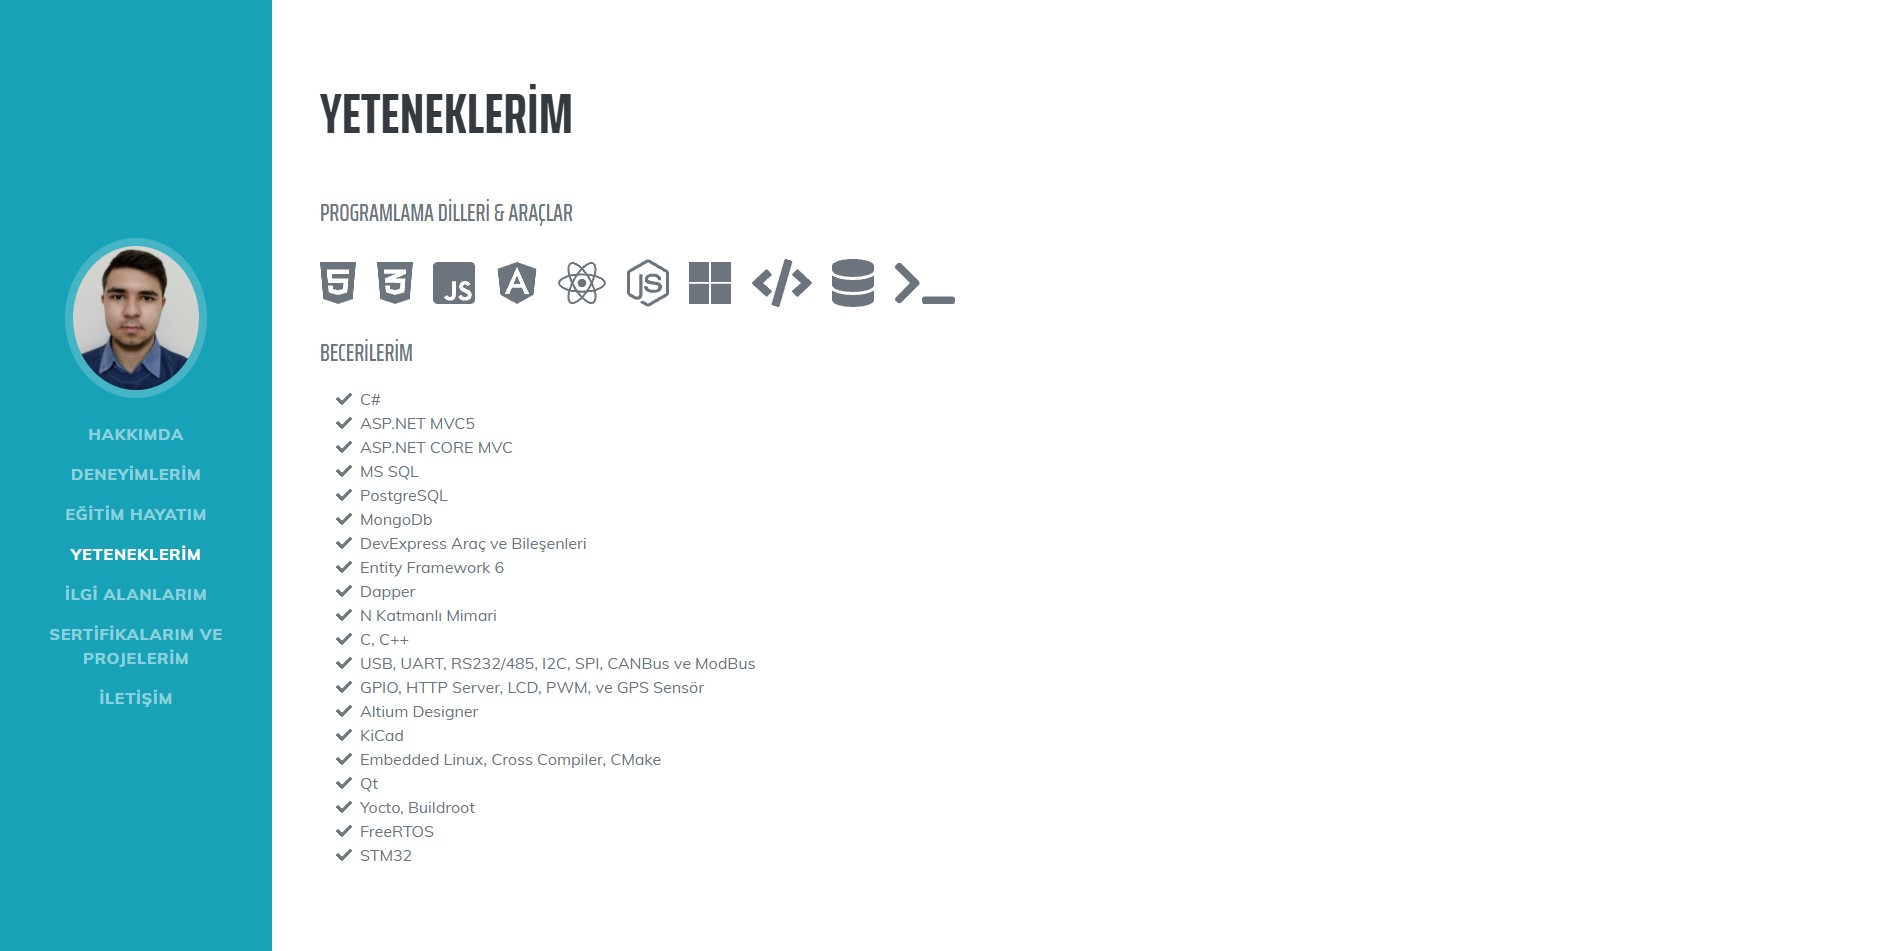 HAKKIMDA
DENEYİMLERİM
EĞİTİM HAYATIM
YETENEKLERİM
İLGİ ALANLARIM
SERTİFİKALARIM VE
PROJELERİM
İLETİŞİM
YETENEKLERİM
PROGRAMLAMA DİLLERİ & ARAÇLAR
JS
A
JS
BECERİLERİM
C#
ASP.NET MVC5
ASP.NET CORE MVC
MS SQL
PostgreSQL
MongoDb
DevExpress Araç ve Bileşenleri
Entity Framework 6
Dapper
N Katmanlı Mimari
C, C++
USB, UART, RS232/485, I2C, SPI, CANBus ve ModBus
GPIO, HTTP Server, LCD, PWM, ve GPS Sensör
Altium Designer
KiCad
Embedded Linux, Cross Compiler, CMake
Qt
Yocto, Buildroot
FreeRTOS
STM32